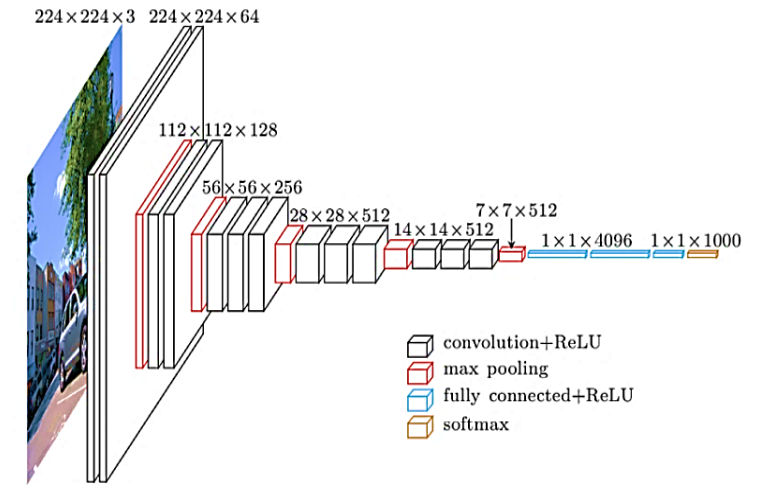 224×224×3
224×224×64
112×112×128
56×56×256
28×28×512
14×14×512
7×7×512
1×1×4096
1×1×1000
convolution+ReLU
max pooling
fully connected+ReLU
softmax